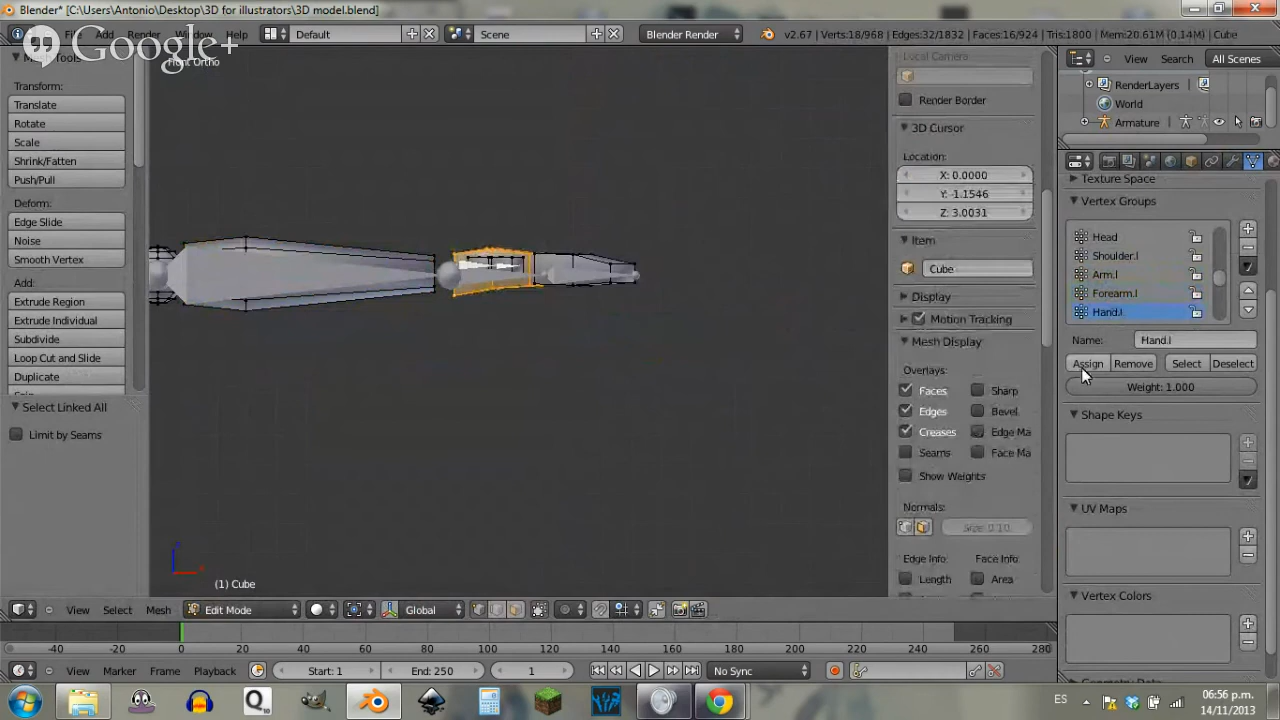 Blender* [C:\Users\Antonio\Desktop\3D for illustrators\3D model.blend]
File Add Render Window Help Default Scene Blender Render v2.67 | Verts:18/968 | Edges:32/1832 | Faces:16/924 | Tris:1800 | Mem:20.61M (0.14M) | Cube
Google+
Mesh Tools
Front Ortho
Transform:
Translate
Rotate
Scale
Shrink/Fatten
Push/Pull
Deform:
Edge Slide
Noise
Smooth Vertex
Add:
Extrude Region
Extrude Individual
Subdivide
Loop Cut and Slide
Duplicate
Select Linked All
Limit by Seams
(1) Cube
Local Camera
Render Border
3D Cursor
Location:
X: 0.0000
Y: -1.1546
Z: 3.0031
Item
Cube
Display
Motion Tracking
Mesh Display
Overlays:
Faces Sharp
Edges Bevel
Creases Edge Ma
Seams Face Ma
Show Weights
Normals:
Size: 0.10
Edge Info: Face Info:
Length Area
View Search All Scenes
RenderLayers
World
Armature
Texture Space
Vertex Groups
Head
Shoulder.l
Arm.l
Forearm.l
Hand.l
Name: Hand.l
Assign Remove Select Deselect
Weight: 1.000
Shape Keys
UV Maps
Vertex Colors
View Select Mesh Edit Mode Global
-40 -20 0 20 40 60 80 100 120 140 160 180 200 220 240 260 280
View Marker Frame Playback Start: 1 End: 250 1 No Sync
Q
ES
06:56 p.m.
14/11/2013